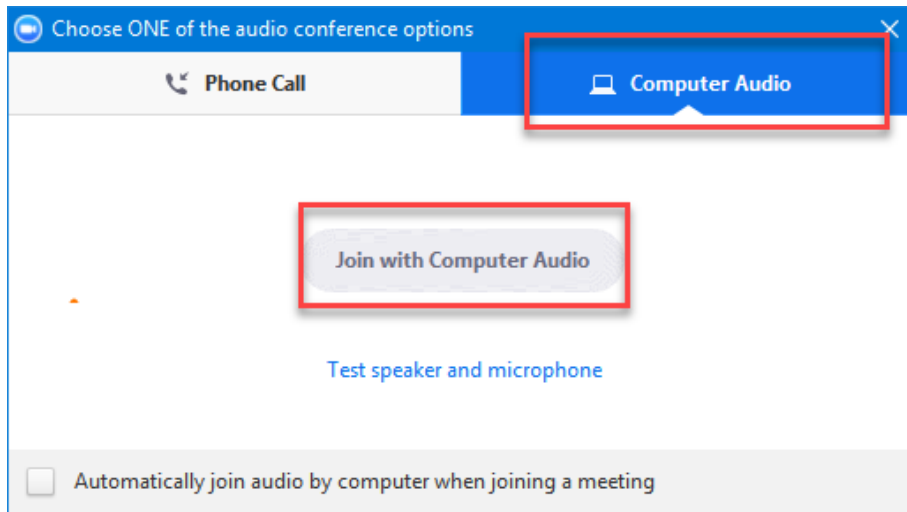 Choose ONE of the audio conference options
Phone Call
Computer Audio
Join with Computer Audio
Test speaker and microphone
Automatically join audio by computer when joining a meeting